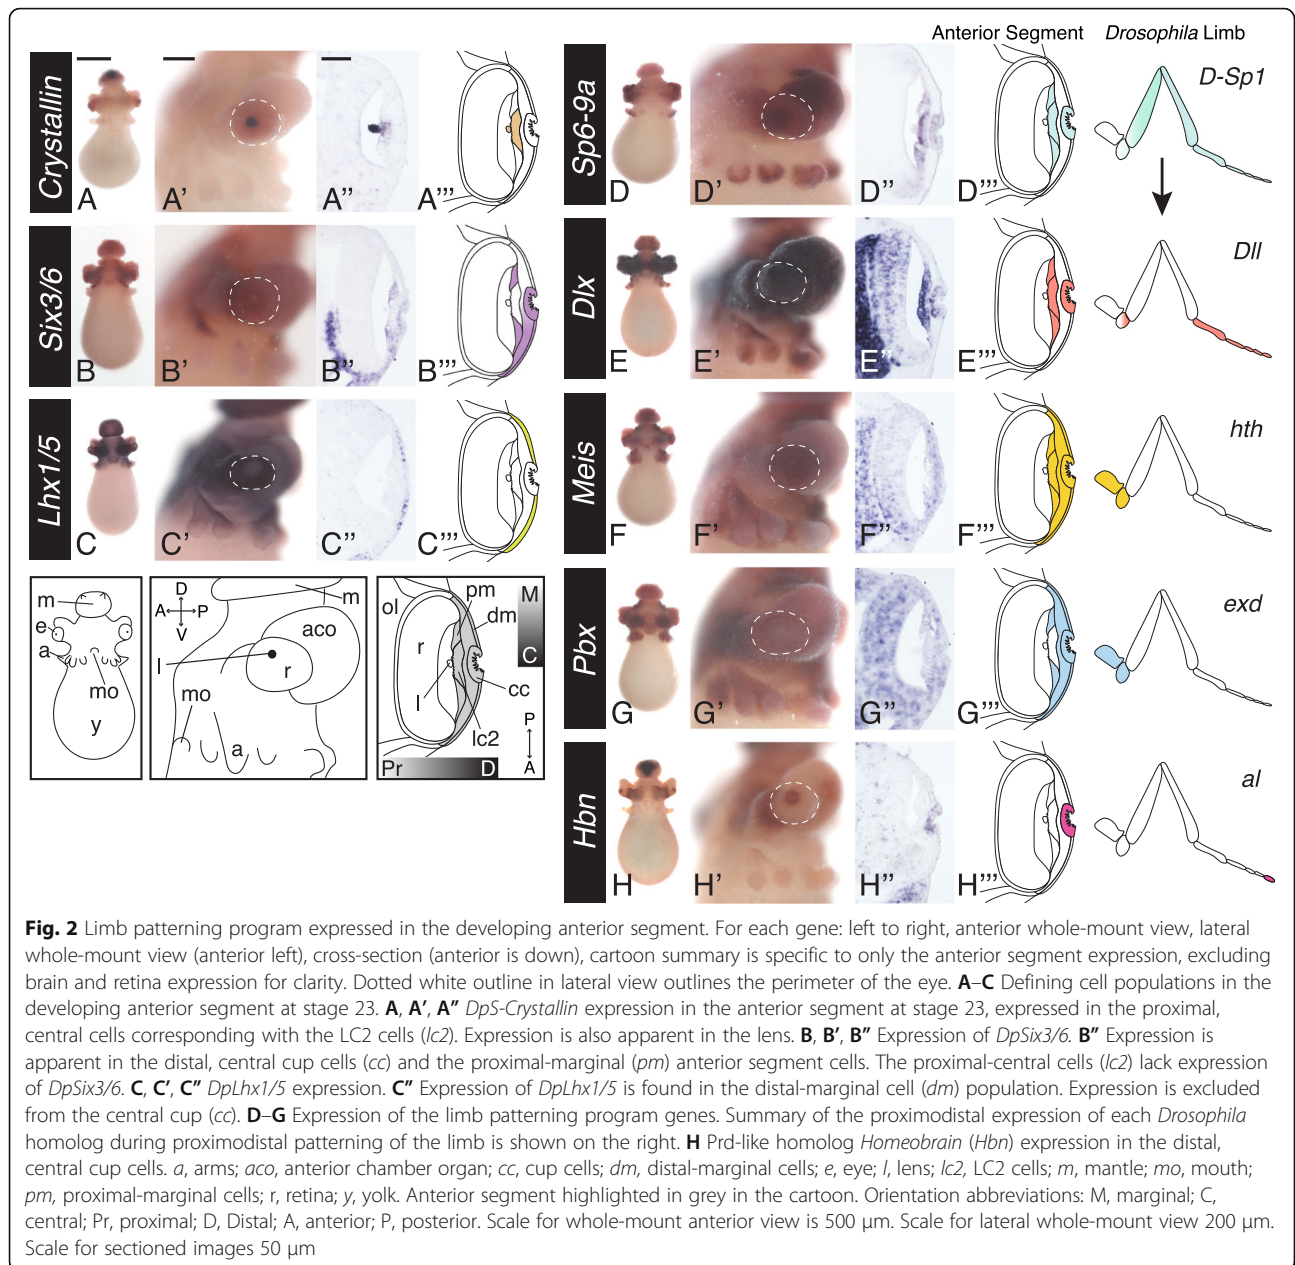 Anterior Segment
Drosophila Limb
Crystallin
A
A’
A’’
A’’’
Six3/6
B
B’
B’’
B’’’
Lhx1/5
C
C’
C’’
C’’’
Sp6-9a
D
D’
D’’
D’’’
D-Sp1
Dlx
E
E’
E’’
E’’’
Dll
Meis
F
F’
F’’
F’’’
hth
Pbx
G
G’
G’’
G’’’
exd
Hbn
H
H’
H’’
H’’’
al
m
e
a
mo
y
D
A
P
V
m
aco
l
r
mo
a
ol
pm
dm
M
C
r
l
cc
lc2
P
A
Pr
D
Fig. 2 Limb patterning program expressed in the developing anterior segment. For each gene: left to right, anterior whole-mount view, lateral
whole-mount view (anterior left), cross-section (anterior is down), cartoon summary is specific to only the anterior segment expression, excluding
brain and retina expression for clarity. Dotted white outline in lateral view outlines the perimeter of the eye. A–C Defining cell populations in the
developing anterior segment at stage 23. A, A’, A” DpS-Crystallin expression in the anterior segment at stage 23, expressed in the proximal,
central cells corresponding with the LC2 cells (lc2). Expression is also apparent in the lens. B, B’, B” Expression of DpSix3/6. B” Expression is
apparent in the distal, central cup cells (cc) and the proximal-marginal (pm) anterior segment cells. The proximal-central cells (lc2) lack expression
of DpSix3/6. C, C’, C” DpLhx1/5 expression. C” Expression of DpLhx1/5 is found in the distal-marginal cell (dm) population. Expression is excluded
from the central cup (cc). D–G Expression of the limb patterning program genes. Summary of the proximodistal expression of each Drosophila
homolog during proximodistal patterning of the limb is shown on the right. H Prd-like homolog Homeobrain (Hbn) expression in the distal,
central cup cells. a, arms; aco, anterior chamber organ; cc, cup cells; dm, distal-marginal cells; e, eye; l, lens; lc2, LC2 cells; m, mantle; mo, mouth;
pm, proximal-marginal cells; r, retina; y, yolk. Anterior segment highlighted in grey in the cartoon. Orientation abbreviations: M, marginal; C,
central; Pr, proximal; D, Distal; A, anterior; P, posterior. Scale for whole-mount anterior view is 500 μm. Scale for lateral whole-mount view 200 μm.
Scale for sectioned images 50 μm